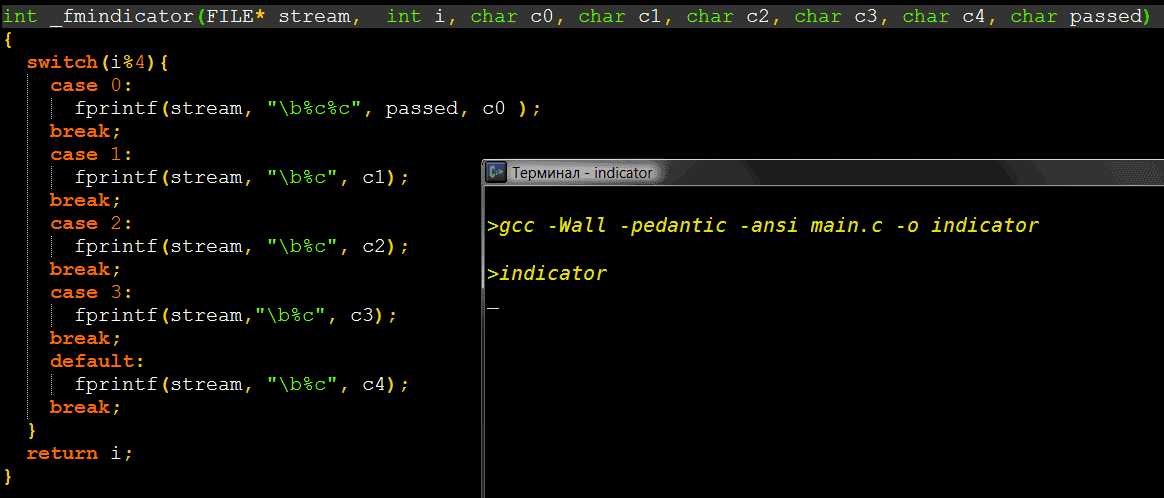 int _fmindicator(FILE* stream,  int i, char c0, char c1, char c2, char c3, char c4, char passed)
{
  switch(i%4){
    case 0:
      fprintf(stream, "\b%c%c", passed, c0 );
    break;
    case 1:
      fprintf(stream, "\b%c", c1);
    break;
    case 2:
      fprintf(stream, "\b%c", c2);
    break;
    case 3:
      fprintf(stream,"\b%c", c3);
    break;
    default:
      fprintf(stream, "\b%c", c4);
    break;
  }
  return i;
}
Терминал - indicator
>gcc -Wall -pedantic -ansi main.c -o indicator
>indicator
_